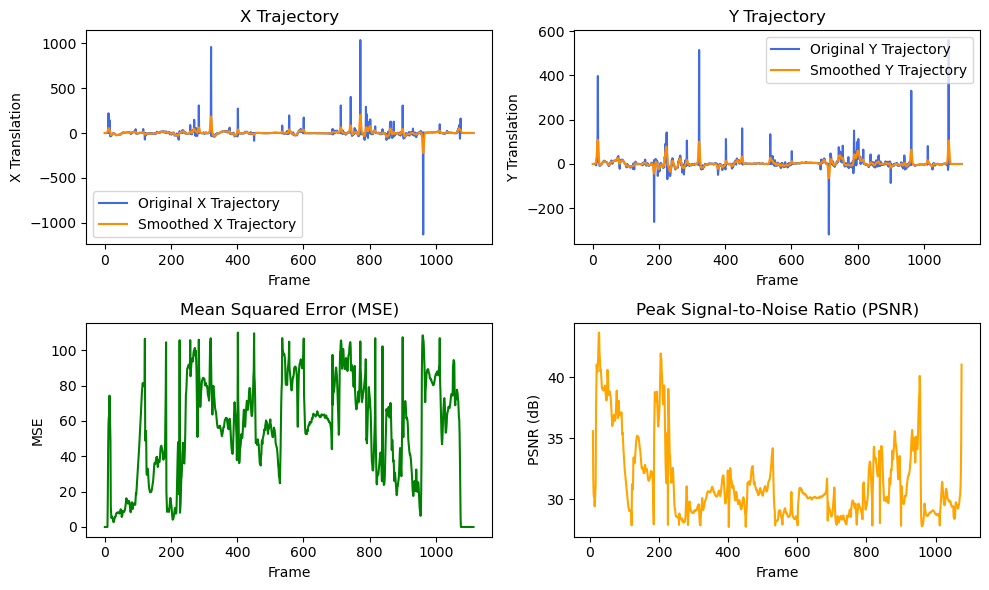 X Trajectory
1000
500
0
−500
−1000
X Translation
Original X Trajectory
Smoothed X Trajectory
0
200
400
600
800
1000
Frame
Y Trajectory
600
400
200
0
−200
Y Translation
Original Y Trajectory
Smoothed Y Trajectory
0
200
400
600
800
1000
Frame
Mean Squared Error (MSE)
100
80
60
40
20
0
MSE
0
200
400
600
800
1000
Frame
Peak Signal-to-Noise Ratio (PSNR)
40
35
30
PSNR (dB)
0
200
400
600
800
1000
Frame